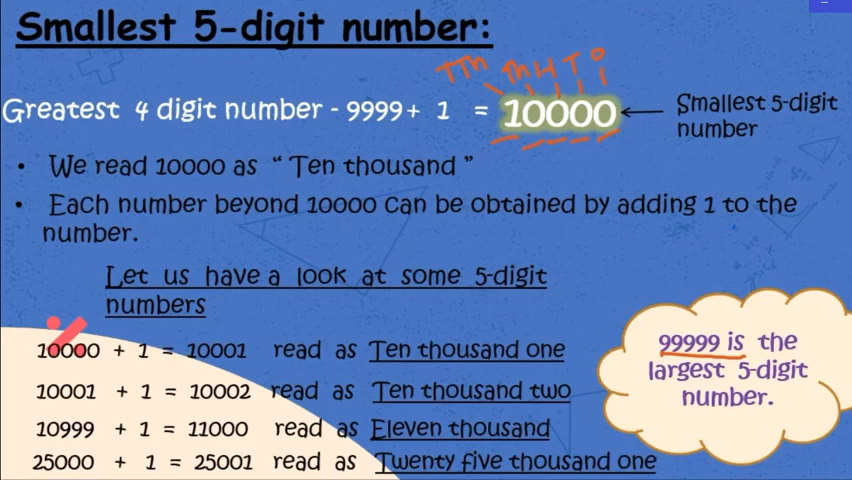 Smallest 5-digit number:
TTh Th H T O
Greatest 4 digit number - 9999 + 1 = 10000
Smallest 5-digit
number
• We read 10000 as “ Ten thousand ”
• Each number beyond 10000 can be obtained by adding 1 to the
number.
Let us have a look at some 5-digit
numbers
10000 + 1 = 10001 read as Ten thousand one
10001 + 1 = 10002 read as Ten thousand two
10999 + 1 = 11000 read as Eleven thousand
25000 + 1 = 25001 read as Twenty five thousand one
99999 is the
largest 5-digit
number.